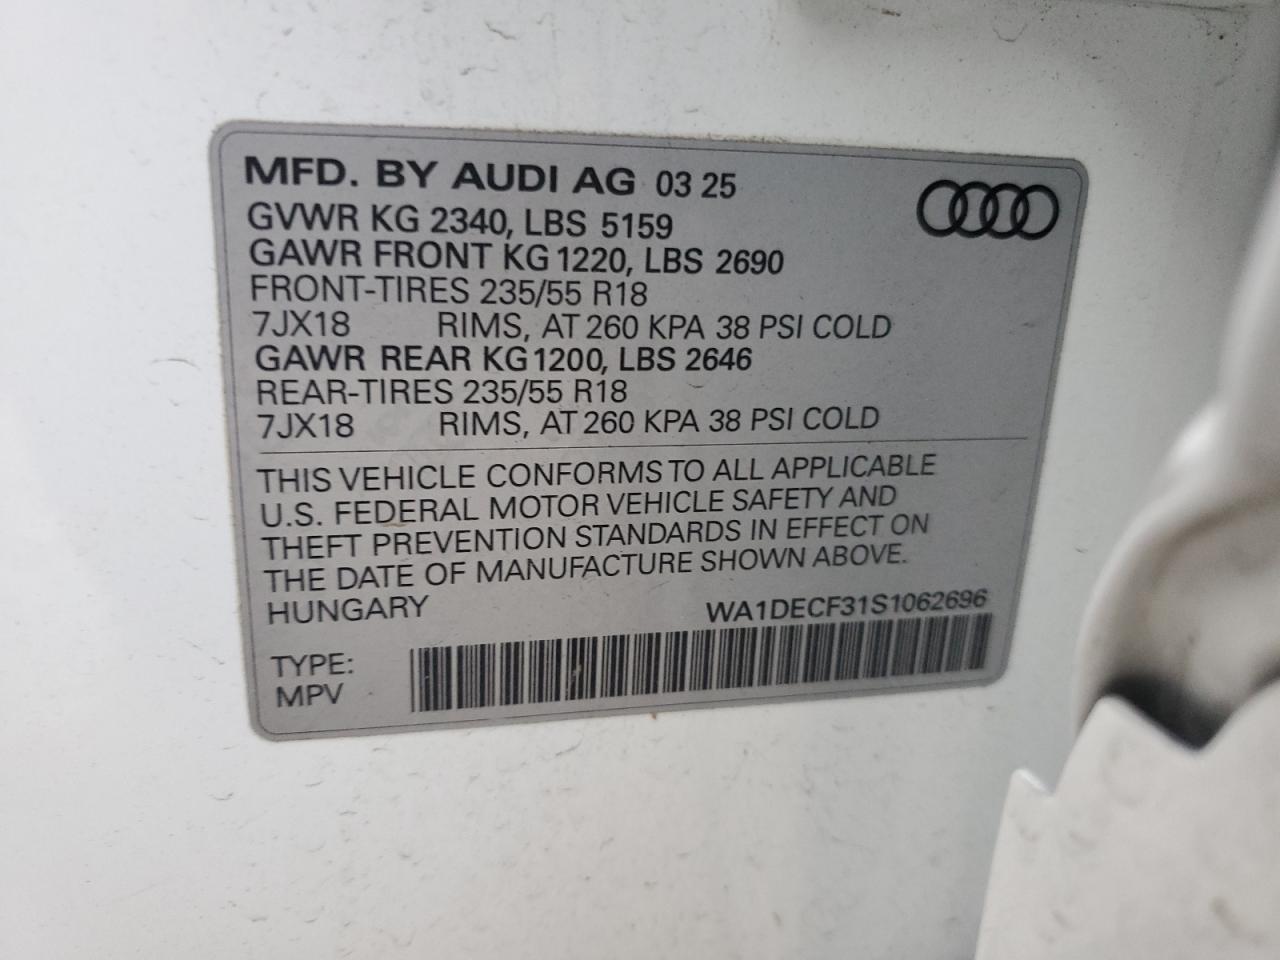 MFD. BY AUDI AG 03 25
GVWR KG 2340, LBS 5159
GAWR FRONT KG 1220, LBS 2690
FRONT-TIRES 235/55 R18
7JX18 RIMS, AT 260 KPA 38 PSI COLD
GAWR REAR KG 1200, LBS 2646
REAR-TIRES 235/55 R18
7JX18 RIMS, AT 260 KPA 38 PSI COLD
THIS VEHICLE CONFORMS TO ALL APPLICABLE
U.S. FEDERAL MOTOR VEHICLE SAFETY AND
THEFT PREVENTION STANDARDS IN EFFECT ON
THE DATE OF MANUFACTURE SHOWN ABOVE.
HUNGARY WA1DECF31S1062696
TYPE:
MPV